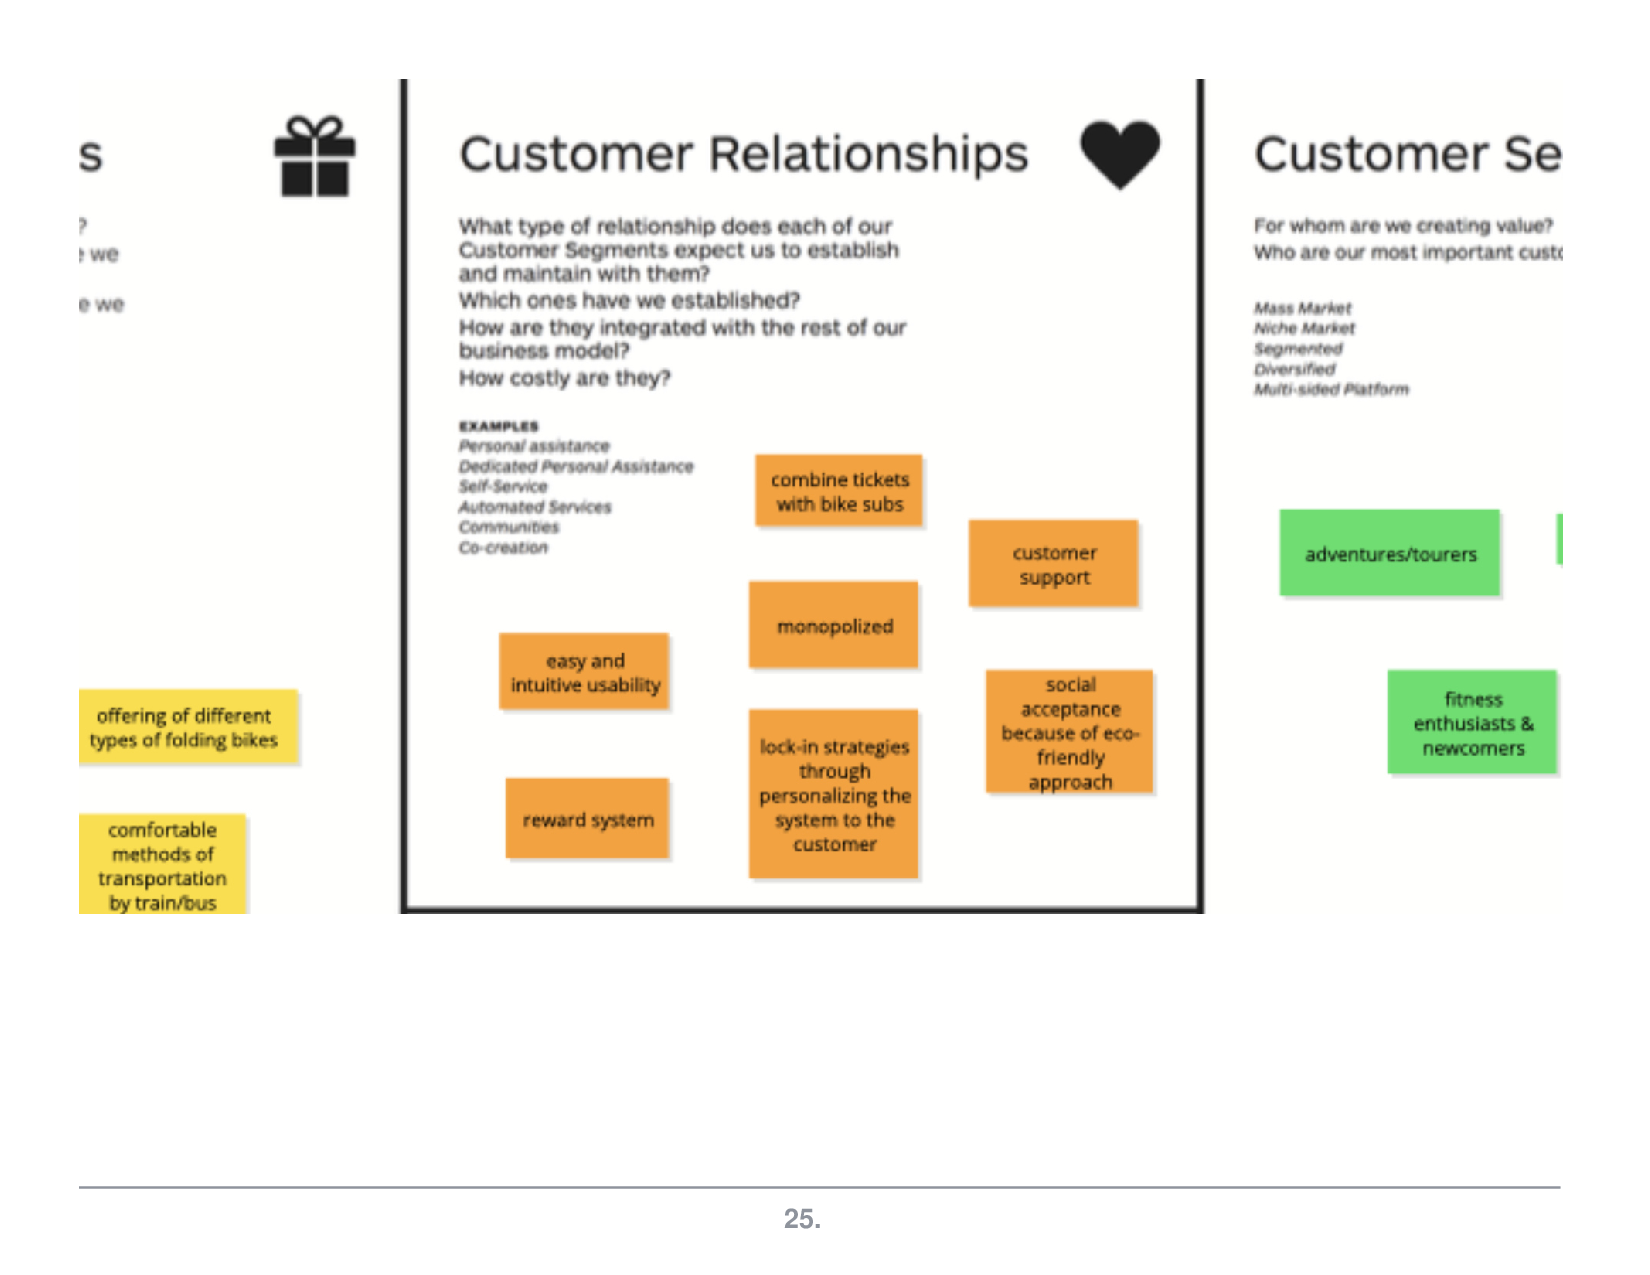 s
?
e we
e we
offering of different
types of folding bikes
comfortable
methods of
transportation
by train/bus
Customer Relationships
What type of relationship does each of our
Customer Segments expect us to establish
and maintain with them?
Which ones have we established?
How are they integrated with the rest of our
business model?
How costly are they?
EXAMPLES
Personal assistance
Dedicated Personal Assistance
Self-Service
Automated Services
Communities
Co-creation
combine tickets
with bike subs
customer
support
monopolized
easy and
intuitive usability
social
acceptance
because of eco-
friendly
approach
lock-in strategies
through
personalizing the
system to the
customer
reward system
Customer Se
For whom are we creating value?
Who are our most important custo
Mass Market
Niche Market
Segmented
Diversified
Multi-sided Platform
adventures/tourers
fitness
enthusiasts &
newcomers
25.